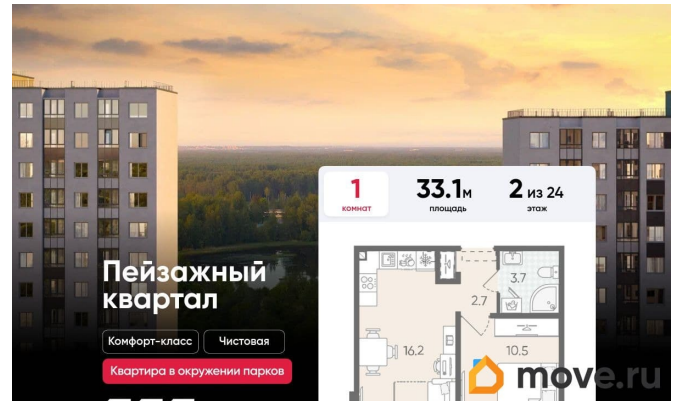 1
комнат
33.1м
площадь
2 из 24
этаж
Пейзажный
квартал
Комфорт-класс
Чистовая
Квартира в окружении парков
3.7
2.7
16.2
10.5
move.ru